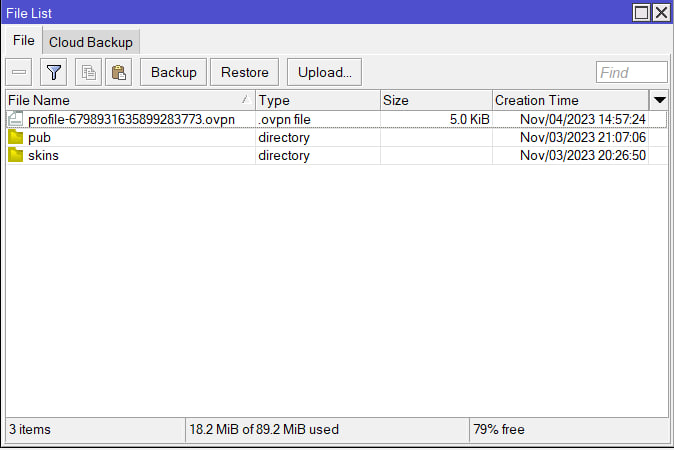 File List
File Cloud Backup
Backup Restore Upload... Find
File Name Type Size Creation Time
profile-6798931635899283773.ovpn .ovpn file 5.0 KiB Nov/04/2023 14:57:24
pub directory Nov/03/2023 21:07:06
skins directory Nov/03/2023 20:26:50
3 items 18.2 MiB of 89.2 MiB used 79% free